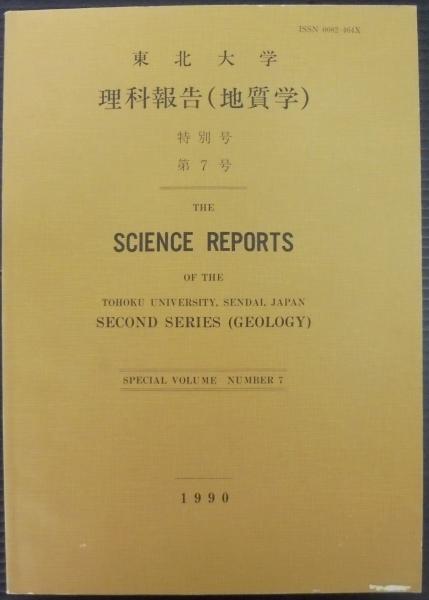 ISSN 0082-464X
東北大学
理科報告(地質学)
特別号
第7号
THE
SCIENCE REPORTS
OF THE
TOHOKU UNIVERSITY, SENDAI, JAPAN
SECOND SERIES (GEOLOGY)
SPECIAL VOLUME NUMBER 7
1990